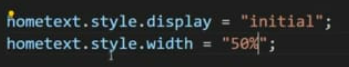 hometext.style.display = "initial";
hometext.style.width = "50%";